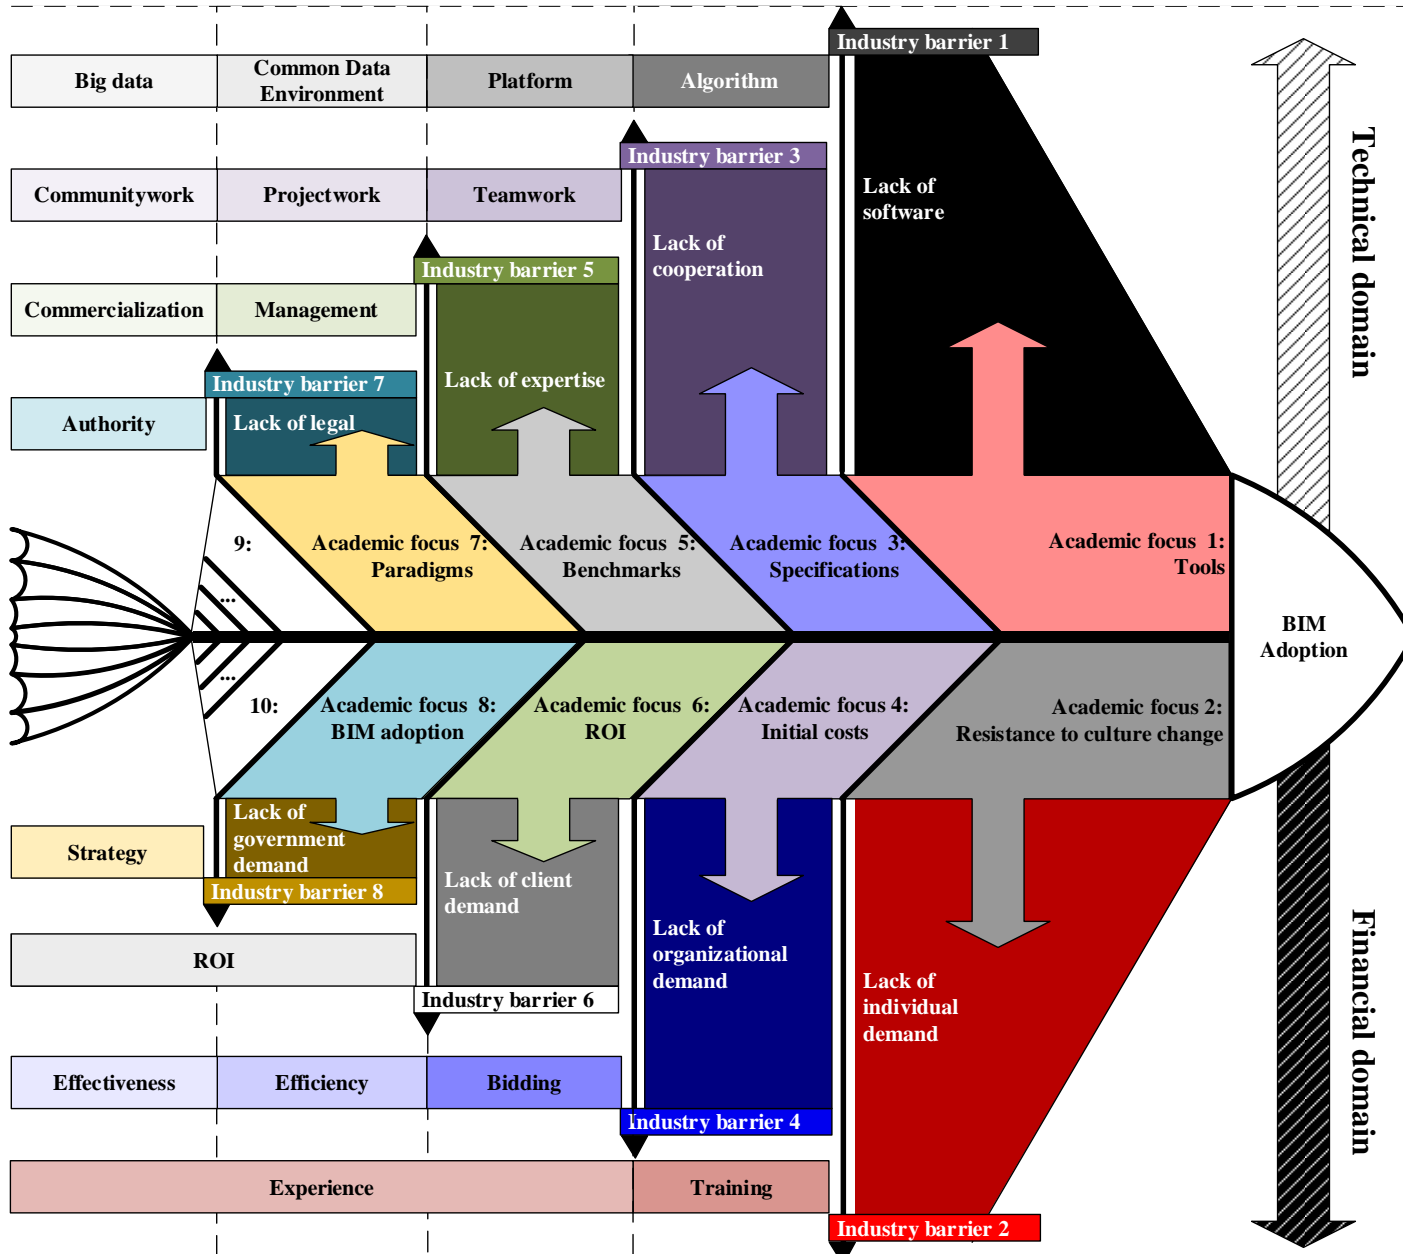 Industry barrier 1
Big data
Common Data
Environment
Platform
Algorithm
Technical domain
Industry barrier 3
Communitywork
Projectwork
Teamwork
Lack of
software
Lack of
cooperation
Industry barrier 5
Commercialization
Management
Lack of expertise
Industry barrier 7
Authority
Lack of legal
9:
Academic focus 7:
Paradigms
Academic focus 5:
Benchmarks
Academic focus 3:
Specifications
Academic focus 1:
Tools
...
BIM
Adoption
...
10:
Academic focus 8:
BIM adoption
Academic focus 6:
ROI
Academic focus 4:
Initial costs
Academic focus 2:
Resistance to culture change
Lack of
government
demand
Strategy
Industry barrier 8
Lack of client
demand
Lack of
organizational
demand
Financial domain
ROI
Industry barrier 6
Lack of
individual
demand
Effectiveness
Efficiency
Bidding
Industry barrier 4
Experience
Training
Industry barrier 2